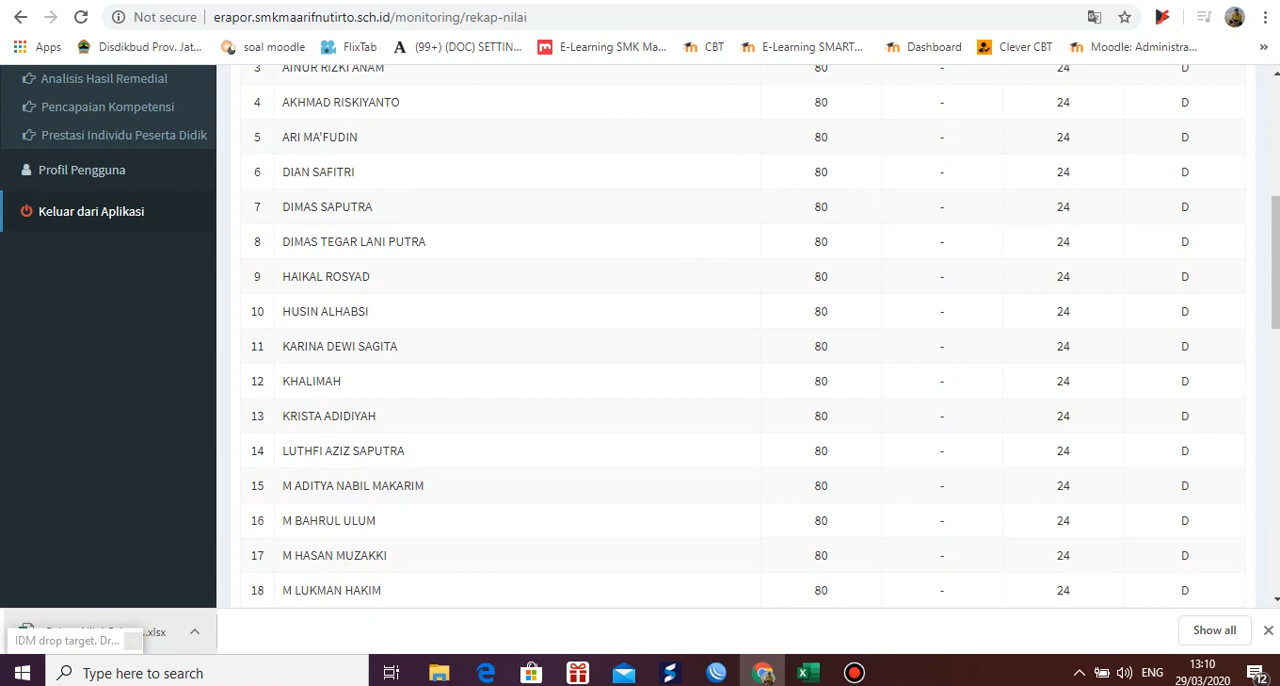 Not secure | erapor.smkmaarifnutirto.sch.id/monitoring/rekap-nilai
Apps Disdikbud Prov. Jat... soal moodle FlixTab (99+) (DOC) SETTIN... E-Learning SMK Ma... CBT E-Learning SMART... Dashboard Clever CBT Moodle: Administra... »
Analisis Hasil Remedial
Pencapaian Kompetensi
Prestasi Individu Peserta Didik
Profil Pengguna
Keluar dari Aplikasi
3 AINUR RIZKI ANAM 80 - 24 D
4 AKHMAD RISKIYANTO 80 - 24 D
5 ARI MA'FUDIN 80 - 24 D
6 DIAN SAFITRI 80 - 24 D
7 DIMAS SAPUTRA 80 - 24 D
8 DIMAS TEGAR LANI PUTRA 80 - 24 D
9 HAIKAL ROSYAD 80 - 24 D
10 HUSIN ALHABSI 80 - 24 D
11 KARINA DEWI SAGITA 80 - 24 D
12 KHALIMAH 80 - 24 D
13 KRISTA ADIDIYAH 80 - 24 D
14 LUTHFI AZIZ SAPUTRA 80 - 24 D
15 M ADITYA NABIL MAKARIM 80 - 24 D
16 M BAHRUL ULUM 80 - 24 D
17 M HASAN MUZAKKI 80 - 24 D
18 M LUKMAN HAKIM 80 - 24 D
....xlsx
IDM drop target. Dr...
Show all
Type here to search
ENG
13:10
29/03/2020
12